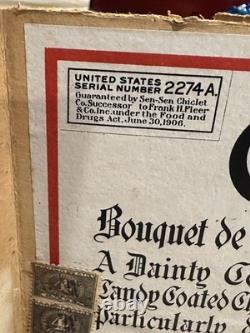 UNITED STATES
SERIAL NUMBER 2274A.
Guaranteed by Sen-Sen Chiclet
Co. Successor to Frank H. Fleer
& Co. Inc. under the Food and
Drugs Act, June 30, 1906.
Bouquet de
A Dainty C
Candy Coated C
Particularly